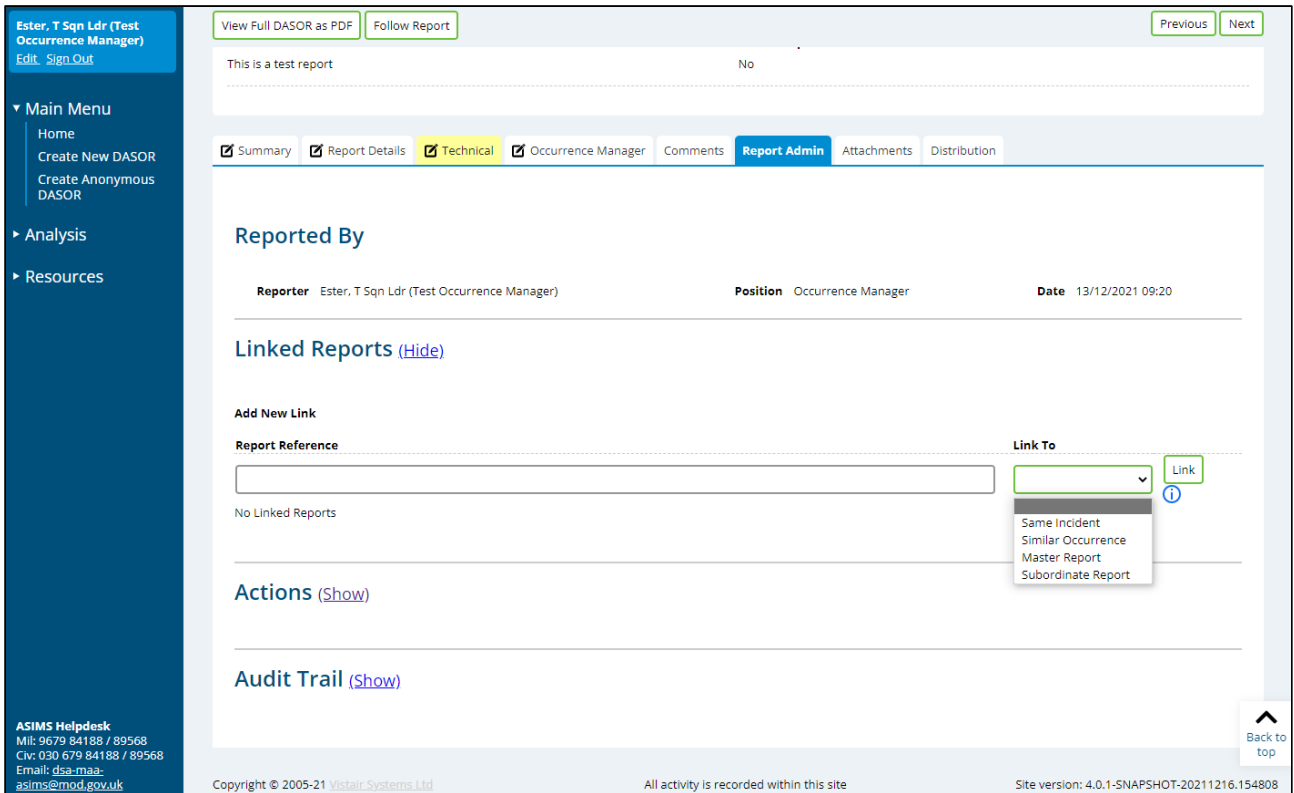 Ester, T Sqn Ldr (Test
Occurrence Manager)
Edit Sign Out
Main Menu
Home
Create New DASOR
Create Anonymous
DASOR
Analysis
Resources
ASIMS Helpdesk
Mil: 9679 84188 / 89568
Civ: 030 679 84188 / 89568
Email: dsa-maa-
asims@mod.gov.uk
View Full DASOR as PDF Follow Report Previous Next
This is a test report No
Summary Report Details Technical Occurrence Manager Comments Report Admin Attachments Distribution
Reported By
Reporter Ester, T Sqn Ldr (Test Occurrence Manager) Position Occurrence Manager Date 13/12/2021 09:20
Linked Reports (Hide)
Add New Link
Report Reference Link To
Link
No Linked Reports
Same Incident
Similar Occurrence
Master Report
Subordinate Report
Actions (Show)
Audit Trail (Show)
Back to
top
Copyright © 2005-21 Vistair Systems Ltd All activity is recorded within this site Site version: 4.0.1-SNAPSHOT-20211216.154808